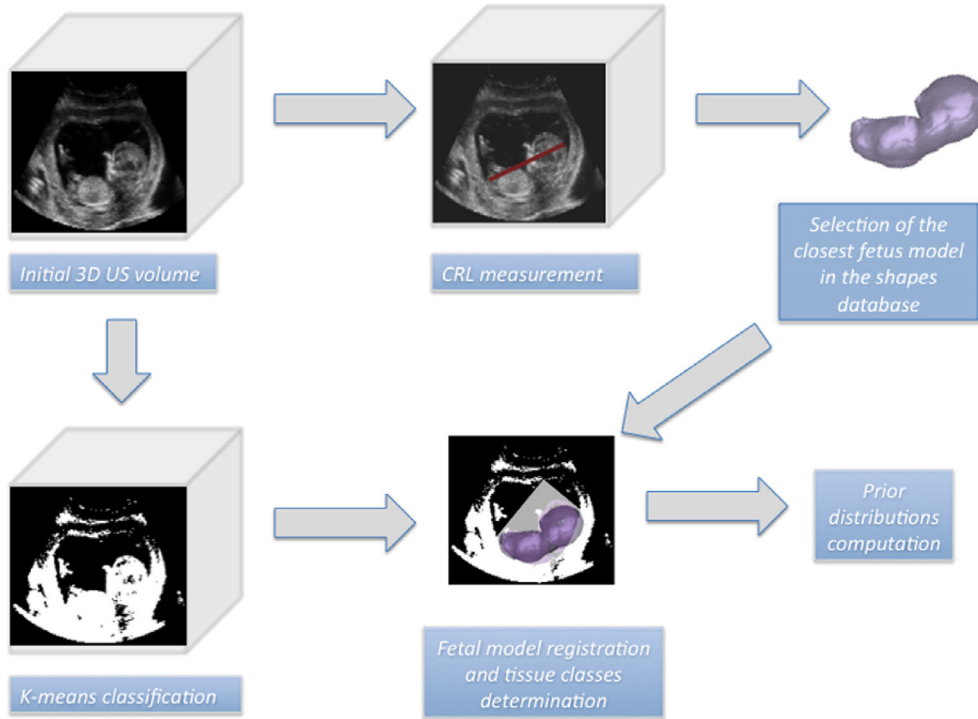 Initial 3D US volume
CRL measurement
Selection of the
closest fetus model
in the shapes
database
K-means classification
Fetal model registration
and tissue classes
determination
Prior
distributions
computation